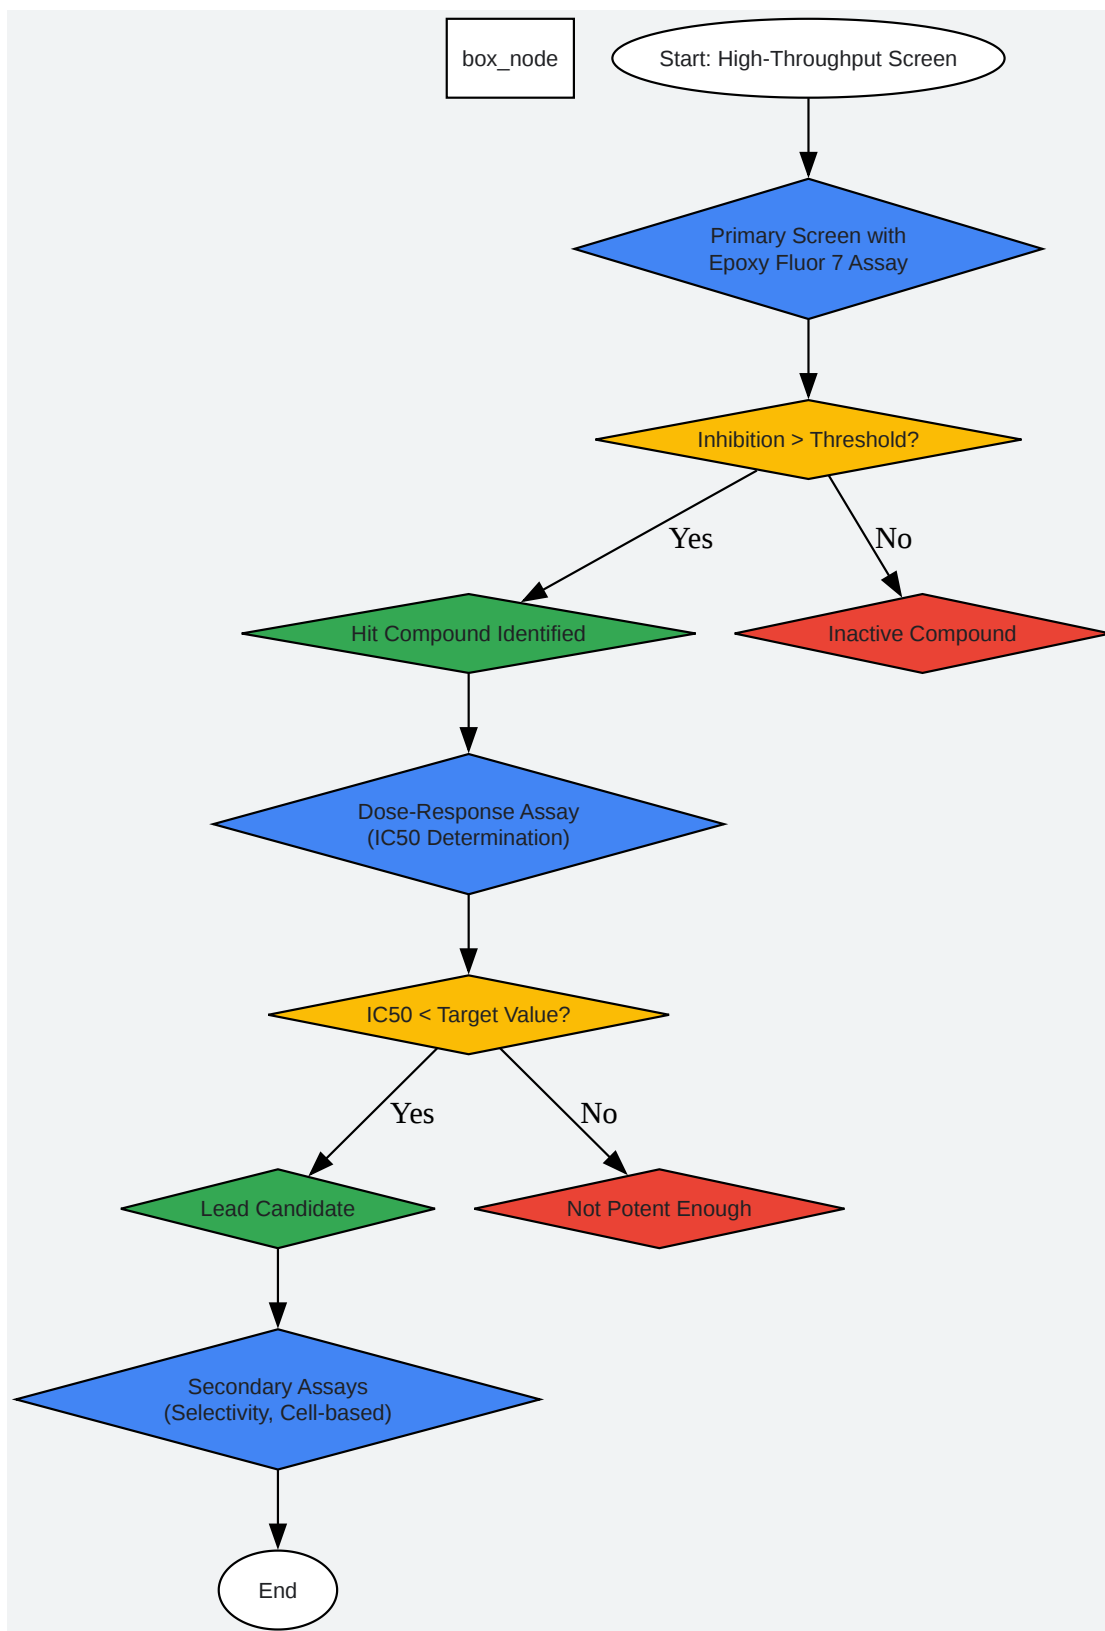 box_node
Start: High-Throughput Screen
Primary Screen with
Epoxy Fluor 7 Assay
Inhibition > Threshold?
Yes
No
Hit Compound Identified
Inactive Compound
Dose-Response Assay
(IC50 Determination)
IC50 < Target Value?
Yes
No
Lead Candidate
Not Potent Enough
Secondary Assays
(Selectivity, Cell-based)
End